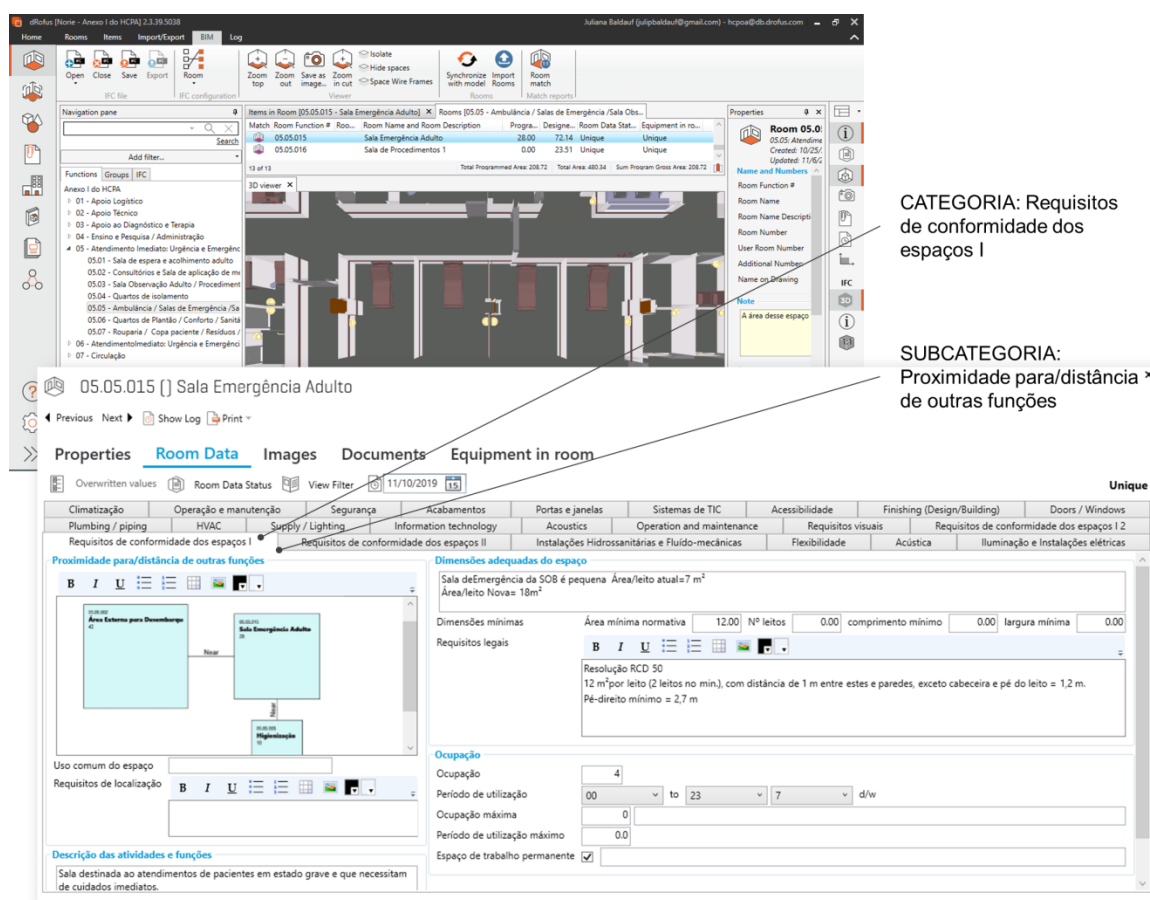 dRofus [Norie - Anexo I do HCPA] 2.3.39.5038
Juliana Baldauf (julipbaldauf@gmail.com) - hcpoa@db.drofus.com
Home Rooms Items Import/Export BIM Log
Open Close Save Export
IFC file
Room
IFC configuration
Zoom top
Zoom out
Save as image...
Zoom in cut
Isolate
Hide spaces
Space Wire Frames
Viewer
Synchronize with model
Import Rooms
Rooms
Room match
Match reports
Navigation pane
Search
Add filter...
Functions Groups IFC
Anexo I do HCPA
01 - Apoio Logístico
02 - Apoio Técnico
03 - Apoio ao Diagnóstico e Terapia
04 - Ensino e Pesquisa / Administração
05 - Atendimento Imediato: Urgência e Emergênc
05.01 - Sala de espera e acolhimento adulto
05.02 - Consultórios e Sala de aplicação de me
05.03 - Sala Observação Adulto / Procediment
05.04 - Quartos de isolamento
05.05 - Ambulância / Salas de Emergência /Sa
05.06 - Quartos de Plantão / Conforto / Sanitá
05.07 - Rouparia / Copa paciente / Resíduos /
06 - AtendimentoImediato: Urgência e Emergênci
07 - Circulação
Items in Room [05.05.015 - Sala Emergência Adulto]
Rooms [05.05 - Ambulância / Salas de Emergência /Sala Obs...
Match Room Function # Roo... Room Name and Room Description Progra... Designe... Room Data Stat... Equipment in ro...
05.05.015 Sala Emergência Adulto 28.00 72.14 Unique Unique
05.05.016 Sala de Procedimentos 1 0.00 23.51 Unique Unique
13 of 13 Total Programmed Area: 208.72 Total Area: 480.34 Sum Program Gross Area: 208.72
3D viewer
Properties
Room 05.0
05.05: Atendime
Created: 10/25/
Updated: 11/6/2
Name and Numbers
Room Function #
Room Name
Room Name Descripti
Room Number
User Room Number
Additional Number
Name on Drawing
Note
A área desse espaço
IFC
3D
CATEGORIA: Requisitos
de conformidade dos
espaços I
SUBCATEGORIA:
Proximidade para/distância
de outras funções
05.05.015 () Sala Emergência Adulto
Previous Next Show Log Print
Properties Room Data Images Documents Equipment in room
Overwritten values Room Data Status View Filter 11/10/2019 15
Unique
Climatização Operação e manutenção Segurança Acabamentos Portas e janelas Sistemas de TIC Acessibilidade Finishing (Design/Building) Doors / Windows
Plumbing / piping HVAC Supply / Lighting Information technology Acoustics Operation and maintenance Requisitos visuais Requisitos de conformidade dos espaços I 2
Requisitos de conformidade dos espaços I Requisitos de conformidade dos espaços II Instalações Hidrossanitárias e Fluído-mecânicas Flexibilidade Acústica Iluminação e Instalações elétricas
Proximidade para/distância de outras funções
B I U
Área Externa para Desembarque
42
Near
05.05.015
Sala Emergência Adulto
28
Near
Higienização
10
Uso comum do espaço
Requisitos de localização
B I U
Descrição das atividades e funções
Sala destinada ao atendimentos de pacientes em estado grave e que necessitam
de cuidados imediatos.
Dimensões adequadas do espaço
Sala deEmergência da SOB é pequena Área/leito atual=7 m²
Área/leito Nova= 18m²
Dimensões mínimas Área mínima normativa 12.00 Nº leitos 0.00 comprimento mínimo 0.00 largura mínima 0.00
Requisitos legais
B I U
Resolução RCD 50
12 m²por leito (2 leitos no min.), com distância de 1 m entre estes e paredes, exceto cabeceira e pé do leito = 1,2 m.
Pé-direito mínimo = 2,7 m
Ocupação
Ocupação 4
Período de utilização 00 to 23 7 d/w
Ocupação máxima 0
Período de utilização máximo 0.0
Espaço de trabalho permanente